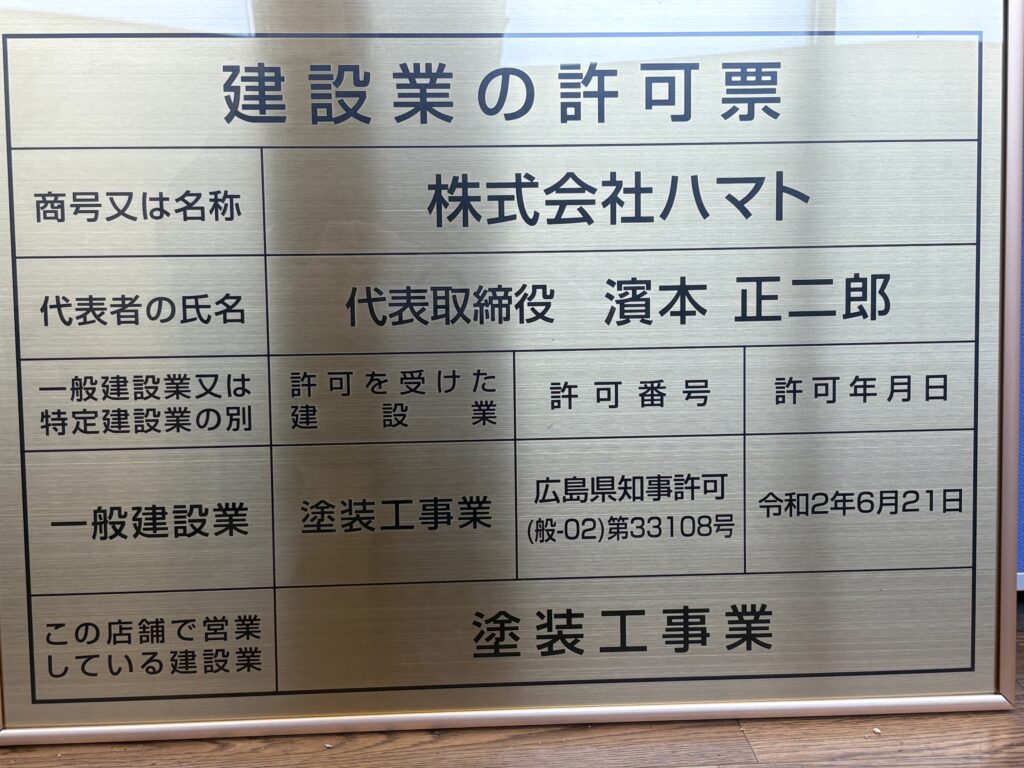 建設業の許可票
商号又は名称
株式会社ハマト
代表者の氏名
代表取締役 濱本 正二郎
一般建設業又は
特定建設業の別
許可を受けた
建設業
許可番号
許可年月日
一般建設業
塗装工事業
広島県知事許可
(般-02)第33108号
令和2年6月21日
この店舗で営業
している建設業
塗装工事業